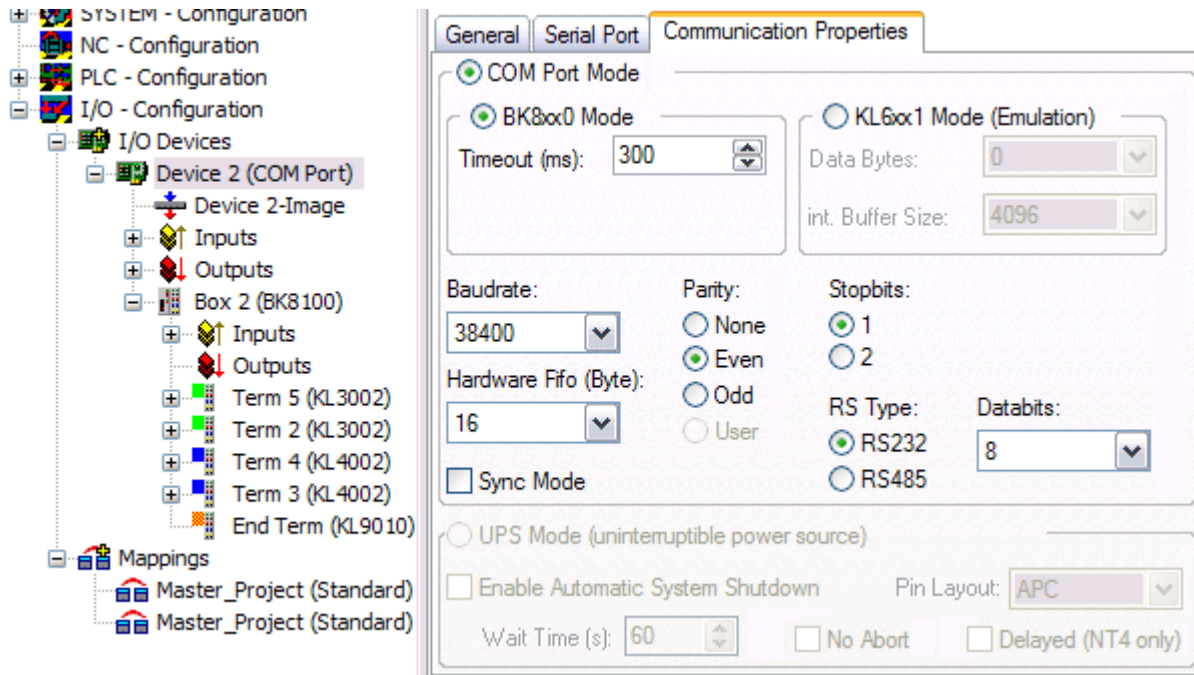 SYSTEM - Configuration
NC - Configuration
PLC - Configuration
I/O - Configuration
I/O Devices
Device 2 (COM Port)
Device 2-Image
Inputs
Outputs
Box 2 (BK8100)
Inputs
Outputs
Term 5 (KL3002)
Term 2 (KL3002)
Term 4 (KL4002)
Term 3 (KL4002)
End Term (KL9010)
Mappings
Master_Project (Standard)
Master_Project (Standard)
General Serial Port Communication Properties
COM Port Mode
BK8xx0 Mode
Timeout (ms): 300
KL6xx1 Mode (Emulation)
Data Bytes: 0
int. Buffer Size: 4096
Baudrate:
38400
Hardware Fifo (Byte):
16
Sync Mode
Parity:
None
Even
Odd
User
Stopbits:
1
2
RS Type:
RS232
RS485
Databits:
8
UPS Mode (uninterruptible power source)
Enable Automatic System Shutdown Pin Layout: APC
Wait Time (s): 60 No Abort Delayed (NT4 only)